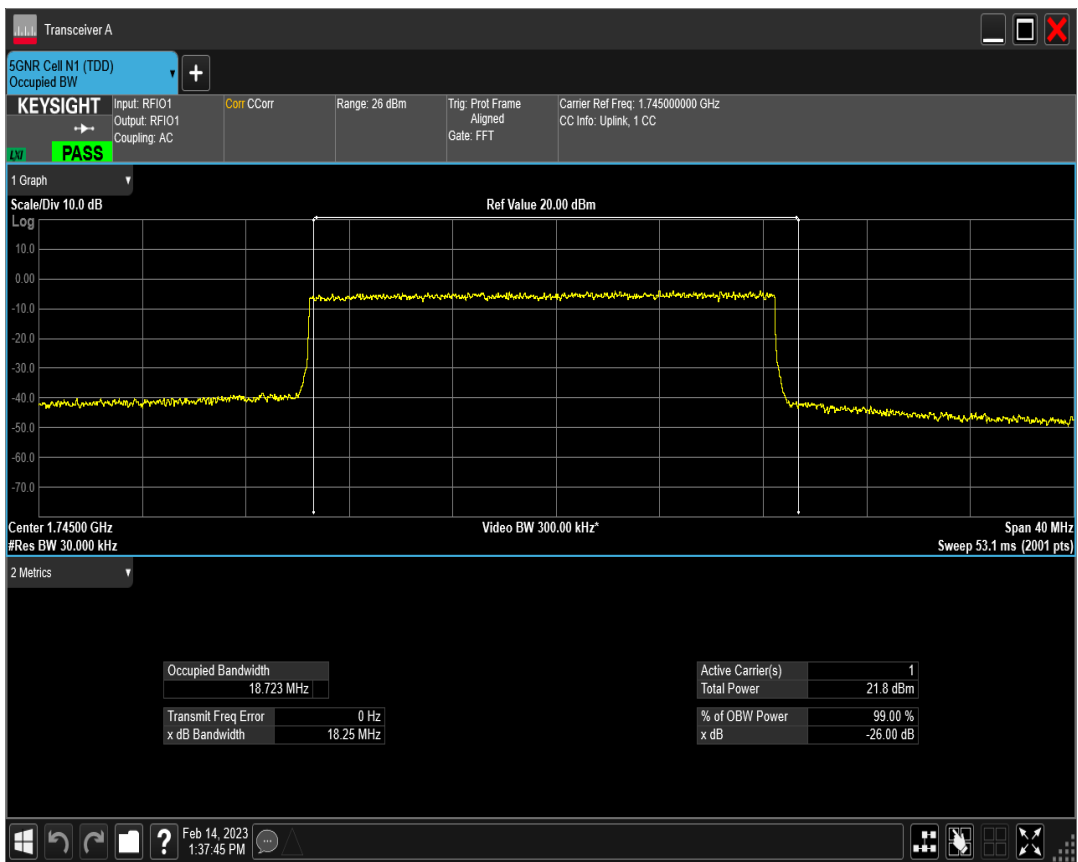 Transceiver A
5GNR Cell N1 (TDD)
Occupied BW
+
KEYSIGHT
LXI
PASS
Input: RFIO1
Output: RFIO1
Coupling: AC
Corr CCorr
Range: 26 dBm
Trig: Prot Frame
Aligned
Gate: FFT
Carrier Ref Freq: 1.745000000 GHz
CC Info: Uplink, 1 CC
1 Graph
Scale/Div 10.0 dB
Ref Value 20.00 dBm
Log
10.0
0.00
-10.0
-20.0
-30.0
-40.0
-50.0
-60.0
-70.0
Center 1.74500 GHz
Video BW 300.00 kHz*
Span 40 MHz
#Res BW 30.000 kHz
Sweep 53.1 ms (2001 pts)
2 Metrics
Occupied Bandwidth
18.723 MHz
Transmit Freq Error 0 Hz
x dB Bandwidth 18.25 MHz
Active Carrier(s) 1
Total Power 21.8 dBm
% of OBW Power 99.00 %
x dB -26.00 dB
?
Feb 14, 2023
1:37:45 PM